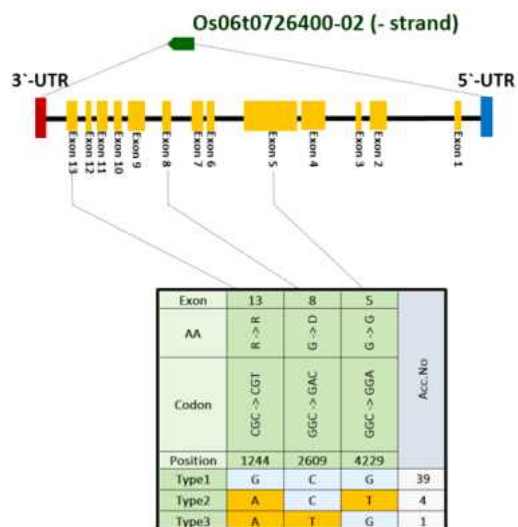 Os06t0726400-02 (- strand)
3`-UTR
5`-UTR
Exon 13
Exon 12
Exon 11
Exon 10
Exon 9
Exon 8
Exon 7
Exon 6
Exon 5
Exon 4
Exon 3
Exon 2
Exon 1
Exon 13 8 5 Acc.No
AA R -> R G -> D G -> G
Codon CGC -> CGT GGC -> GAC GGC -> GGA
Position 1244 2609 4229
Type1 G C G 39
Type2 A C T 4
Type3 A T G 1